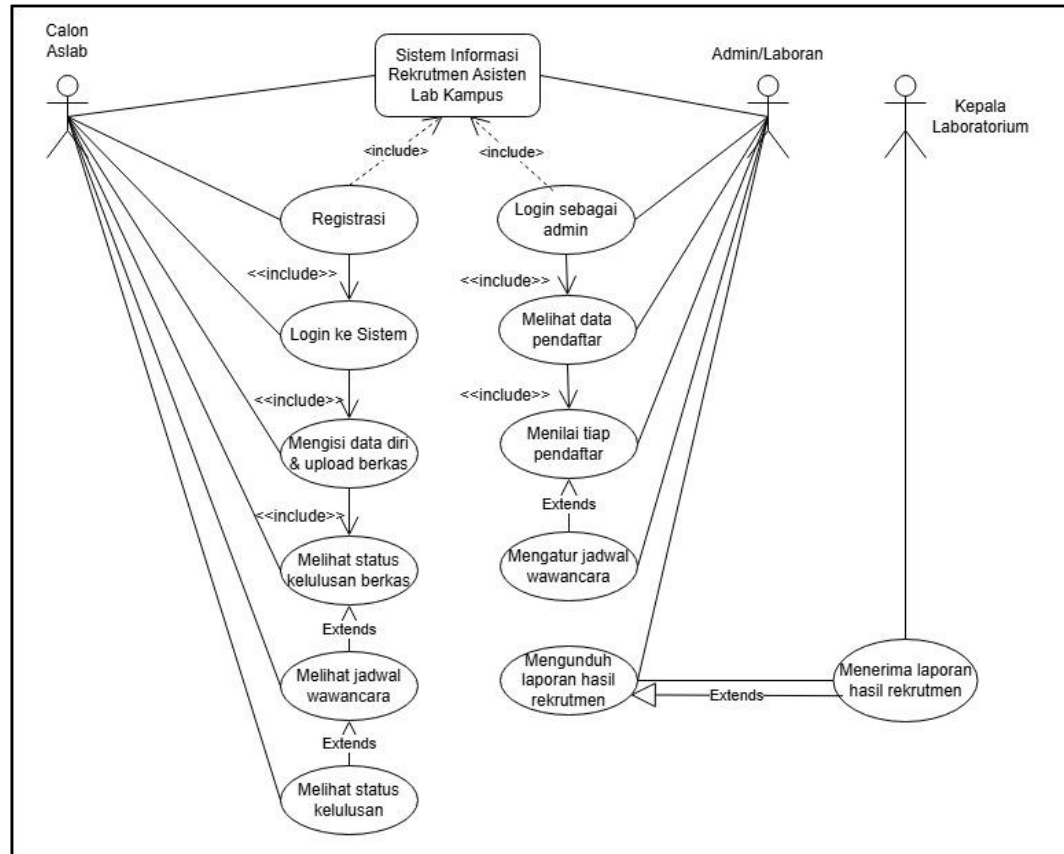 Calon
Aslab
Sistem Informasi
Rekrutmen Asisten
Lab Kampus
Admin/Laboran
Kepala
Laboratorium
<include>
<include>
Registrasi
Login sebagai
admin
<<include>>
<<include>>
Login ke Sistem
Melihat data
pendaftar
<<include>>
<<include>>
Mengisi data diri
& upload berkas
Menilai tiap
pendaftar
<<include>>
Extends
Melihat status
kelulusan berkas
Mengatur jadwal
wawancara
Extends
Melihat jadwal
wawancara
Mengunduh
laporan hasil
rekrutmen
Extends
Menerima laporan
hasil rekrutmen
Extends
Melihat status
kelulusan